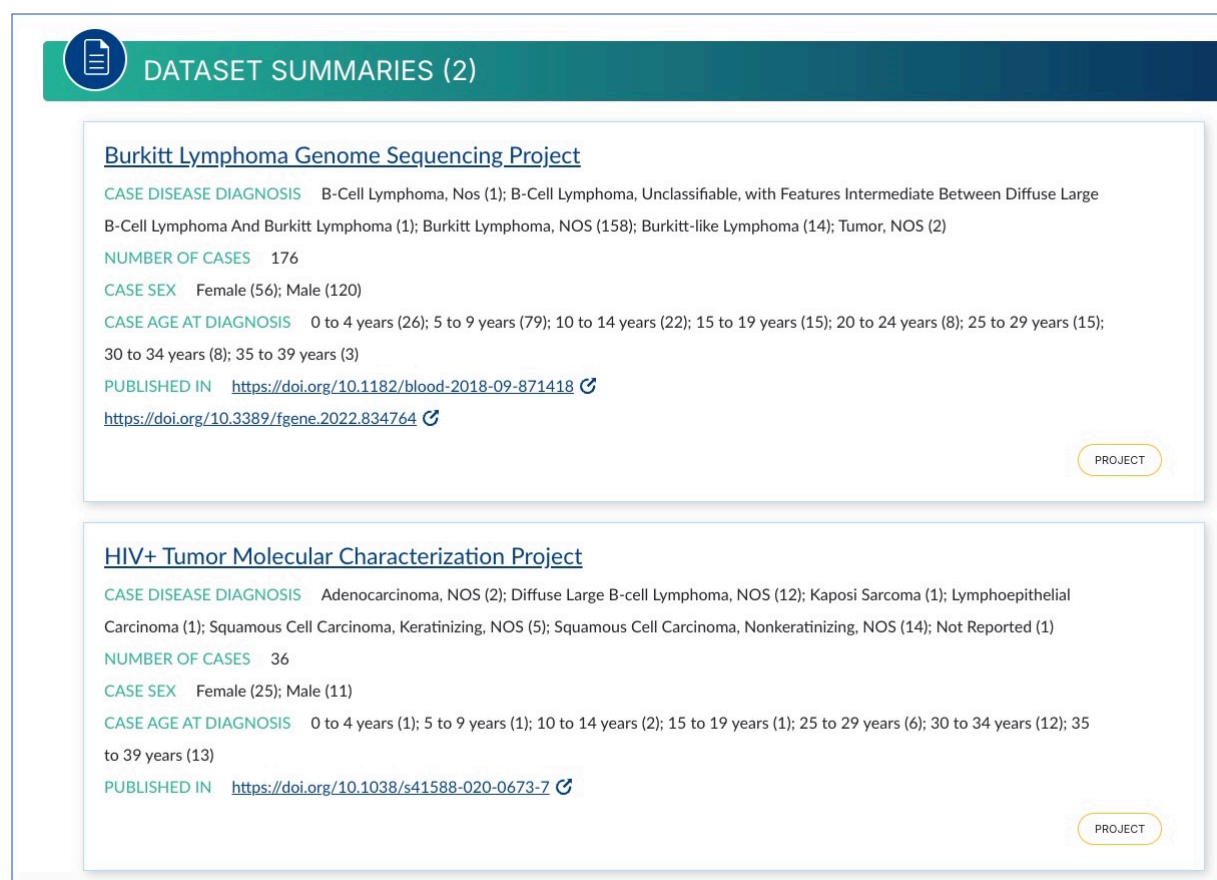 DATASET SUMMARIES (2)
Burkitt Lymphoma Genome Sequencing Project
CASE DISEASE DIAGNOSIS B-Cell Lymphoma, Nos (1); B-Cell Lymphoma, Unclassifiable, with Features Intermediate Between Diffuse Large
B-Cell Lymphoma And Burkitt Lymphoma (1); Burkitt Lymphoma, NOS (158); Burkitt-like Lymphoma (14); Tumor, NOS (2)
NUMBER OF CASES 176
CASE SEX Female (56); Male (120)
CASE AGE AT DIAGNOSIS 0 to 4 years (26); 5 to 9 years (79); 10 to 14 years (22); 15 to 19 years (15); 20 to 24 years (8); 25 to 29 years (15);
30 to 34 years (8); 35 to 39 years (3)
PUBLISHED IN https://doi.org/10.1182/blood-2018-09-871418
https://doi.org/10.3389/fgene.2022.834764
PROJECT
HIV+ Tumor Molecular Characterization Project
CASE DISEASE DIAGNOSIS Adenocarcinoma, NOS (2); Diffuse Large B-cell Lymphoma, NOS (12); Kaposi Sarcoma (1); Lymphoepithelial
Carcinoma (1); Squamous Cell Carcinoma, Keratinizing, NOS (5); Squamous Cell Carcinoma, Nonkeratinizing, NOS (14); Not Reported (1)
NUMBER OF CASES 36
CASE SEX Female (25); Male (11)
CASE AGE AT DIAGNOSIS 0 to 4 years (1); 5 to 9 years (1); 10 to 14 years (2); 15 to 19 years (1); 25 to 29 years (6); 30 to 34 years (12); 35
to 39 years (13)
PUBLISHED IN https://doi.org/10.1038/s41588-020-0673-7
PROJECT